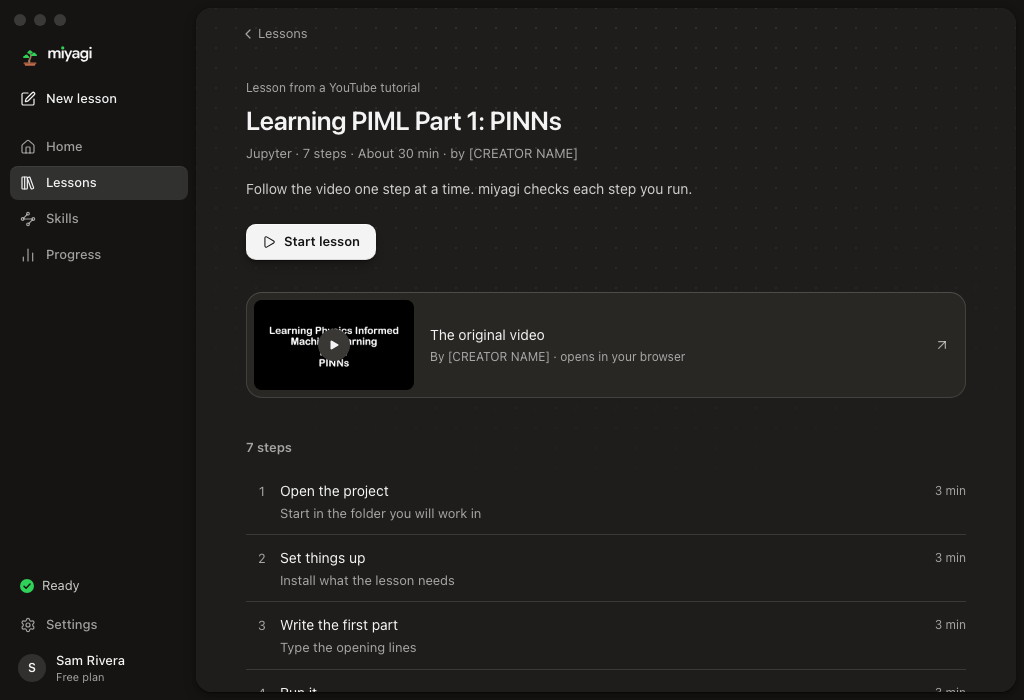 miyagi
New lesson
Home
Lessons
Skills
Progress
Ready
Settings
S
Sam Rivera
Free plan
Lessons
Lesson from a YouTube tutorial
Learning PIML Part 1: PINNs
Jupyter · 7 steps · About 30 min · by [CREATOR NAME]
Follow the video one step at a time. miyagi checks each step you run.
Start lesson
Learning Physics Informed
Machine Learning
PINNs
The original video
By [CREATOR NAME] · opens in your browser
7 steps
1 Open the project 3 min
Start in the folder you will work in
2 Set things up 3 min
Install what the lesson needs
3 Write the first part 3 min
Type the opening lines
4 Run it 3 min